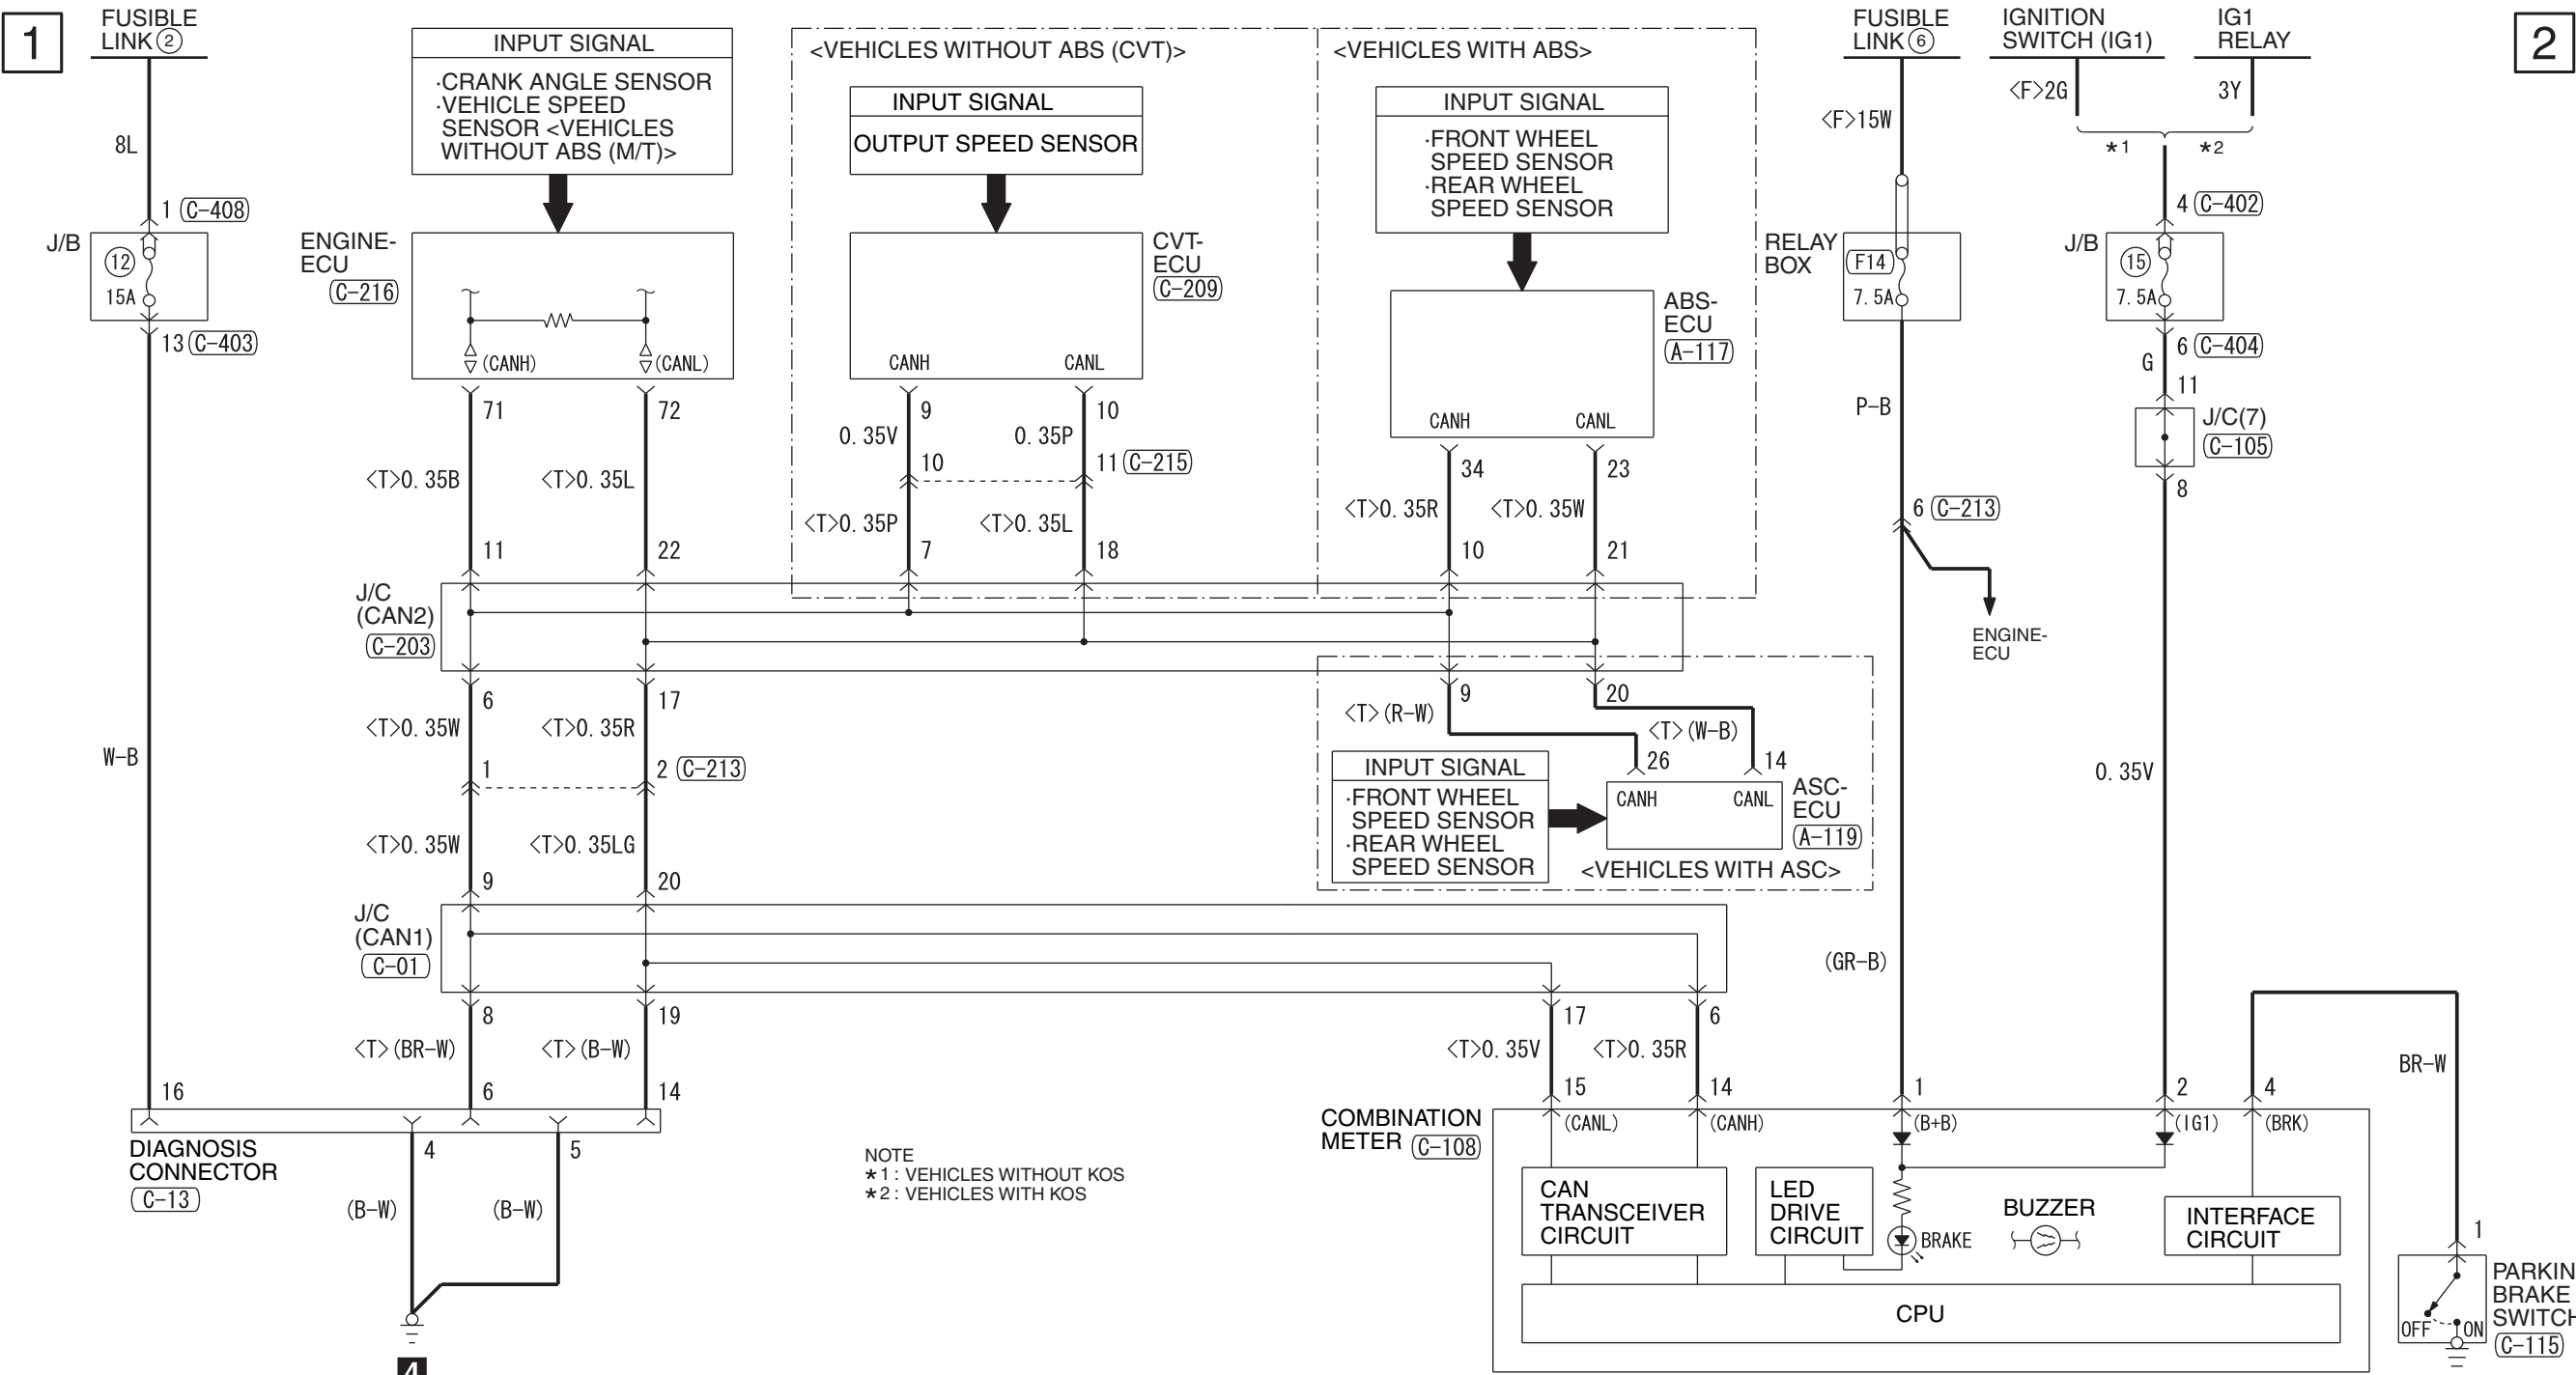 1
FUSIBLE
LINK ②
8L
1 (C-408)
J/B
⑫
15A
13 (C-403)
W-B
16
INPUT SIGNAL
·CRANK ANGLE SENSOR
·VEHICLE SPEED
SENSOR <VEHICLES
WITHOUT ABS (M/T)>
ENGINE-
ECU
(C-216)
(CANH)
(CANL)
71
72
<T>0.35B
<T>0.35L
11
22
<VEHICLES WITHOUT ABS (CVT)>
INPUT SIGNAL
OUTPUT SPEED SENSOR
CVT-
ECU
(C-209)
CANH
CANL
9
10
0.35V
0.35P
10
11 (C-215)
<T>0.35P
<T>0.35L
7
18
<VEHICLES WITH ABS>
INPUT SIGNAL
·FRONT WHEEL
SPEED SENSOR
·REAR WHEEL
SPEED SENSOR
ABS-
ECU
(A-117)
CANH
CANL
34
23
<T>0.35R
<T>0.35W
10
21
J/C
(CAN2)
(C-203)
6
17
<T>0.35W
<T>0.35R
1
2 (C-213)
<T>0.35W
<T>0.35LG
9
20
9
20
<T>(R-W)
<T>(W-B)
26
14
INPUT SIGNAL
·FRONT WHEEL
SPEED SENSOR
·REAR WHEEL
SPEED SENSOR
CANH
CANL
ASC-
ECU
(A-119)
<VEHICLES WITH ASC>
J/C
(CAN1)
(C-01)
8
19
<T>(BR-W)
<T>(B-W)
6
14
17
6
<T>0.35V
<T>0.35R
15
14
DIAGNOSIS
CONNECTOR
(C-13)
4
5
(B-W)
(B-W)
4
NOTE
*1: VEHICLES WITHOUT KOS
*2: VEHICLES WITH KOS
2
FUSIBLE
LINK ⑥
<F>15W
RELAY
BOX
F14
7.5A
P-B
6 (C-213)
ENGINE-
ECU
(GR-B)
1
IGNITION
SWITCH (IG1)
IG1
RELAY
<F>2G
3Y
*1
*2
4 (C-402)
J/B
⑮
7.5A
6 (C-404)
G
11
J/C(7)
(C-105)
8
0.35V
2
4
BR-W
COMBINATION
METER (C-108)
(CANL)
(CANH)
(B+B)
(IG1)
(BRK)
CAN
TRANSCEIVER
CIRCUIT
LED
DRIVE
CIRCUIT
BRAKE
BUZZER
INTERFACE
CIRCUIT
CPU
1
PARKIN
BRAKE
SWITCH
(C-115)
OFF
ON